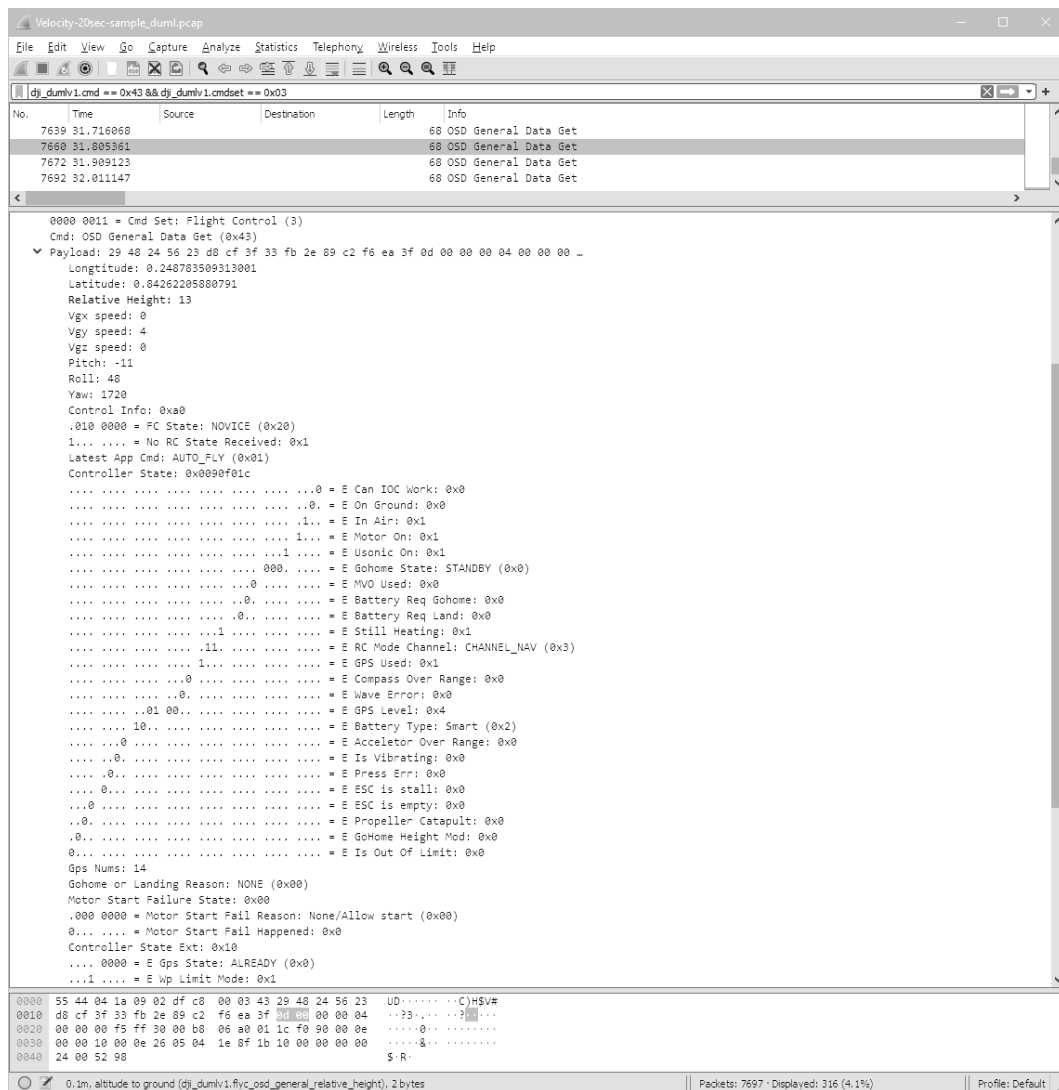 Velocity-20sec-sample_duml.pcap
File Edit View Go Capture Analyze Statistics Telephony Wireless Tools Help
dji_dumlv1.cmd == 0x43 && dji_dumlv1.cmdset == 0x03
No. Time Source Destination Length Info
7639 31.716068 68 OSD General Data Get
7660 31.805361 68 OSD General Data Get
7672 31.909123 68 OSD General Data Get
7692 32.011147 68 OSD General Data Get
0000 0011 = Cmd Set: Flight Control (3)
Cmd: OSD General Data Get (0x43)
Payload: 29 48 24 56 23 d8 cf 3f 33 fb 2e 89 c2 f6 ea 3f 0d 00 00 00 04 00 00 00 …
Longtitude: 0.248783509313001
Latitude: 0.84262205880791
Relative Height: 13
Vgx speed: 0
Vgy speed: 4
Vgz speed: 0
Pitch: -11
Roll: 48
Yaw: 1720
Control Info: 0xa0
.010 0000 = FC State: NOVICE (0x20)
1... .... = No RC State Received: 0x1
Latest App Cmd: AUTO_FLY (0x01)
Controller State: 0x0090f01c
.... .... .... .... .... .... .... ...0 = E Can IOC Work: 0x0
.... .... .... .... .... .... .... ..0. = E On Ground: 0x0
.... .... .... .... .... .... .... .1.. = E In Air: 0x1
.... .... .... .... .... .... .... 1... = E Motor On: 0x1
.... .... .... .... .... .... ...1 .... = E Usonic On: 0x1
.... .... .... .... .... .... 000. .... = E Gohome State: STANDBY (0x0)
.... .... .... .... .... ...0 .... .... = E MVO Used: 0x0
.... .... .... .... .... ..0. .... .... = E Battery Req Gohome: 0x0
.... .... .... .... .... .0.. .... .... = E Battery Req Land: 0x0
.... .... .... .... ...1 .... .... .... = E Still Heating: 0x1
.... .... .... .... .11. .... .... .... = E RC Mode Channel: CHANNEL_NAV (0x3)
.... .... .... .... 1... .... .... .... = E GPS Used: 0x1
.... .... .... ...0 .... .... .... .... = E Compass Over Range: 0x0
.... .... .... ..0. .... .... .... .... = E Wave Error: 0x0
.... .... ..01 00.. .... .... .... .... = E GPS Level: 0x4
.... .... 10.. .... .... .... .... .... = E Battery Type: Smart (0x2)
.... ...0 .... .... .... .... .... .... = E Acceletor Over Range: 0x0
.... ..0. .... .... .... .... .... .... = E Is Vibrating: 0x0
.... .0.. .... .... .... .... .... .... = E Press Err: 0x0
.... 0... .... .... .... .... .... .... = E ESC is stall: 0x0
...0 .... .... .... .... .... .... .... = E ESC is empty: 0x0
..0. .... .... .... .... .... .... .... = E Propeller Catapult: 0x0
.0.. .... .... .... .... .... .... .... = E GoHome Height Mod: 0x0
0... .... .... .... .... .... .... .... = E Is Out Of Limit: 0x0
Gps Nums: 14
Gohome or Landing Reason: NONE (0x00)
Motor Start Failure State: 0x00
.000 0000 = Motor Start Fail Reason: None/Allow start (0x00)
0... .... = Motor Start Fail Happened: 0x0
Controller State Ext: 0x10
.... 0000 = E Gps State: ALREADY (0x0)
...1 .... = E Wp Limit Mode: 0x1
0000 55 44 04 1a 09 02 df c8 00 03 43 29 48 24 56 23 UD······ ··C)H$V#
0010 d8 cf 3f 33 fb 2e 89 c2 f6 ea 3f 0d 00 00 00 04 ··?3·.·· ··?·····
0020 00 00 00 f5 ff 30 00 b8 06 a0 01 1c f0 90 00 0e ·····0·· ········
0030 00 00 10 00 0e 26 05 04 1e 8f 1b 10 00 00 00 00 ·····&·· ········
0040 24 00 52 98 $·R·
0.1m, altitude to ground (dji_dumlv1.flyc_osd_general_relative_height), 2 bytes Packets: 7697 · Displayed: 316 (4.1%) Profile: Default